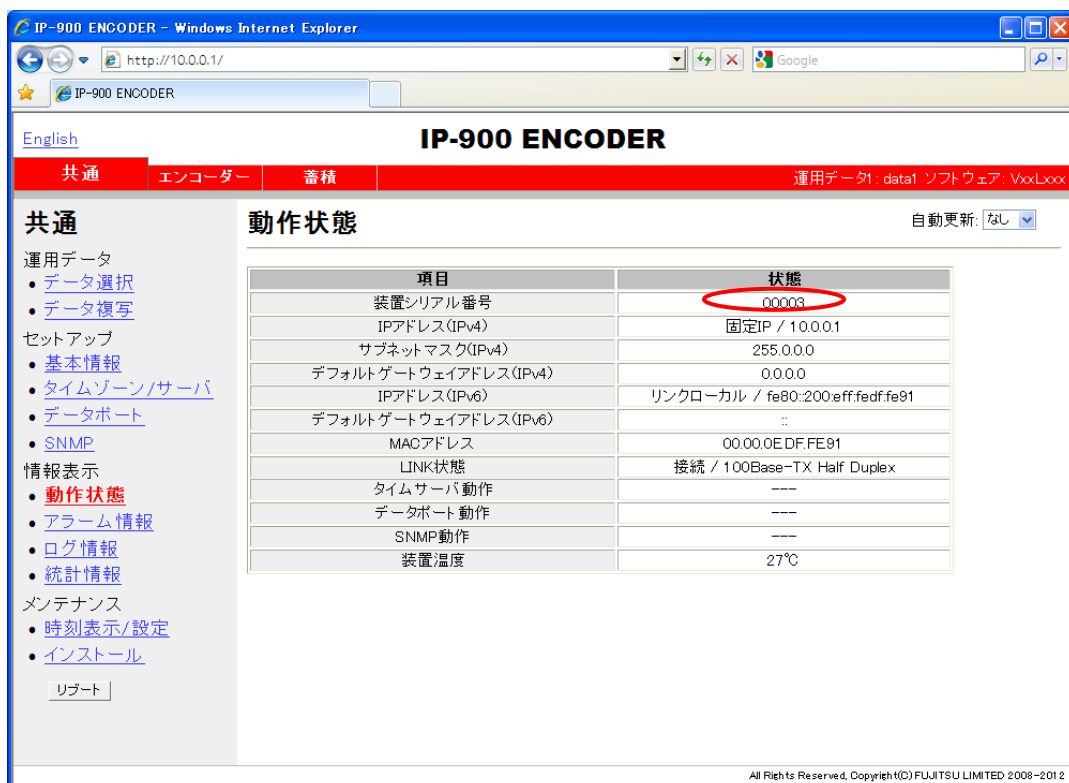 IP-900 ENCODER - Windows Internet Explorer
http://10.0.0.1/
Google
IP-900 ENCODER
English
IP-900 ENCODER
共通 エンコーダー 蓄積 運用データ1: data1 ソフトウェア: VxxLxxx
共通
運用データ
データ選択
データ複写
セットアップ
基本情報
タイムゾーン/サーバ
データポート
SNMP
情報表示
動作状態
アラーム情報
ログ情報
統計情報
メンテナンス
時刻表示/設定
インストール
リブート
動作状態
自動更新: なし
項目 状態
装置シリアル番号 00003
IPアドレス(IPv4) 固定IP / 10.0.0.1
サブネットマスク(IPv4) 255.0.0.0
デフォルトゲートウェイアドレス(IPv4) 0.0.0.0
IPアドレス(IPv6) リンクローカル / fe80::200:eff:fedf:fe91
デフォルトゲートウェイアドレス(IPv6) ::
MACアドレス 00.00.0E.DF.FE.91
LINK状態 接続 / 100Base-TX Half Duplex
タイムサーバ動作 ---
データポート動作 ---
SNMP動作 ---
装置温度 27℃
All Rights Reserved, Copyright(C) FUJITSU LIMITED 2008-2012